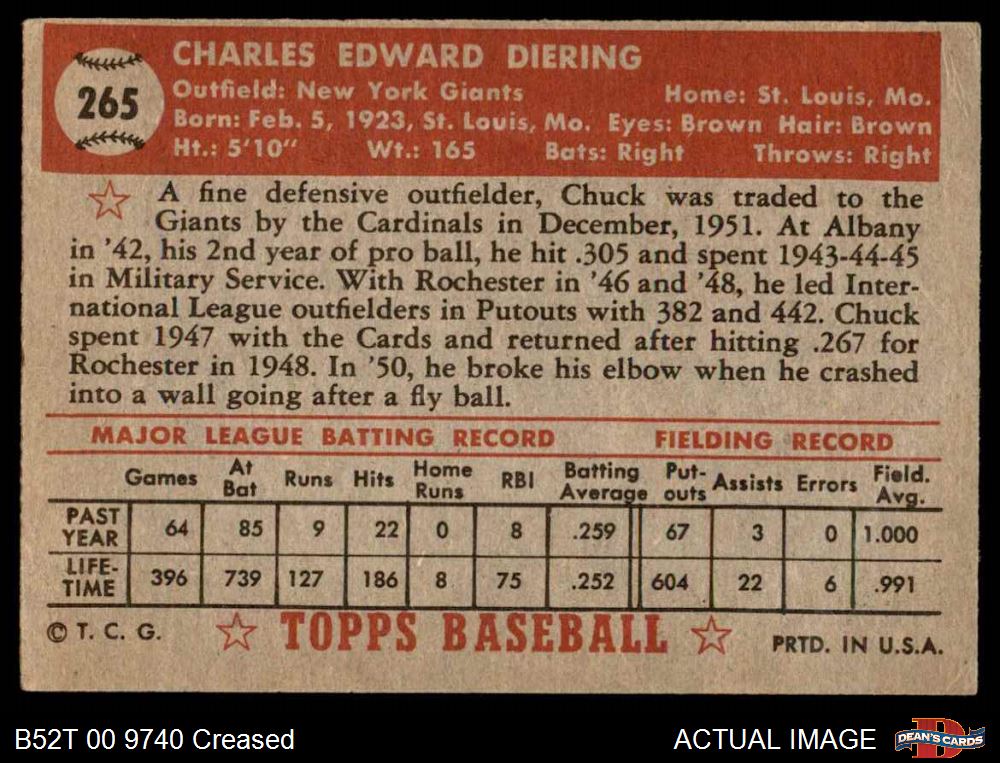 265
CHARLES EDWARD DIERING
Outfield: New York Giants Home: St. Louis, Mo.
Born: Feb. 5, 1923, St. Louis, Mo. Eyes: Brown Hair: Brown
Ht.: 5'10" Wt.: 165 Bats: Right Throws: Right
A fine defensive outfielder, Chuck was traded to the
Giants by the Cardinals in December, 1951. At Albany
in '42, his 2nd year of pro ball, he hit .305 and spent 1943-44-45
in Military Service. With Rochester in '46 and '48, he led Inter-
national League outfielders in Putouts with 382 and 442. Chuck
spent 1947 with the Cards and returned after hitting .267 for
Rochester in 1948. In '50, he broke his elbow when he crashed
into a wall going after a fly ball.
MAJOR LEAGUE BATTING RECORD FIELDING RECORD
Games At Bat Runs Hits Home Runs RBI Batting Average Put-outs Assists Errors Field. Avg.
PAST YEAR 64 85 9 22 0 8 .259 67 3 0 1.000
LIFE-TIME 396 739 127 186 8 75 .252 604 22 6 .991
© T. C. G. TOPPS BASEBALL PRTD. IN U.S.A.
B52T 00 9740 Creased ACTUAL IMAGE DEAN'S CARDS